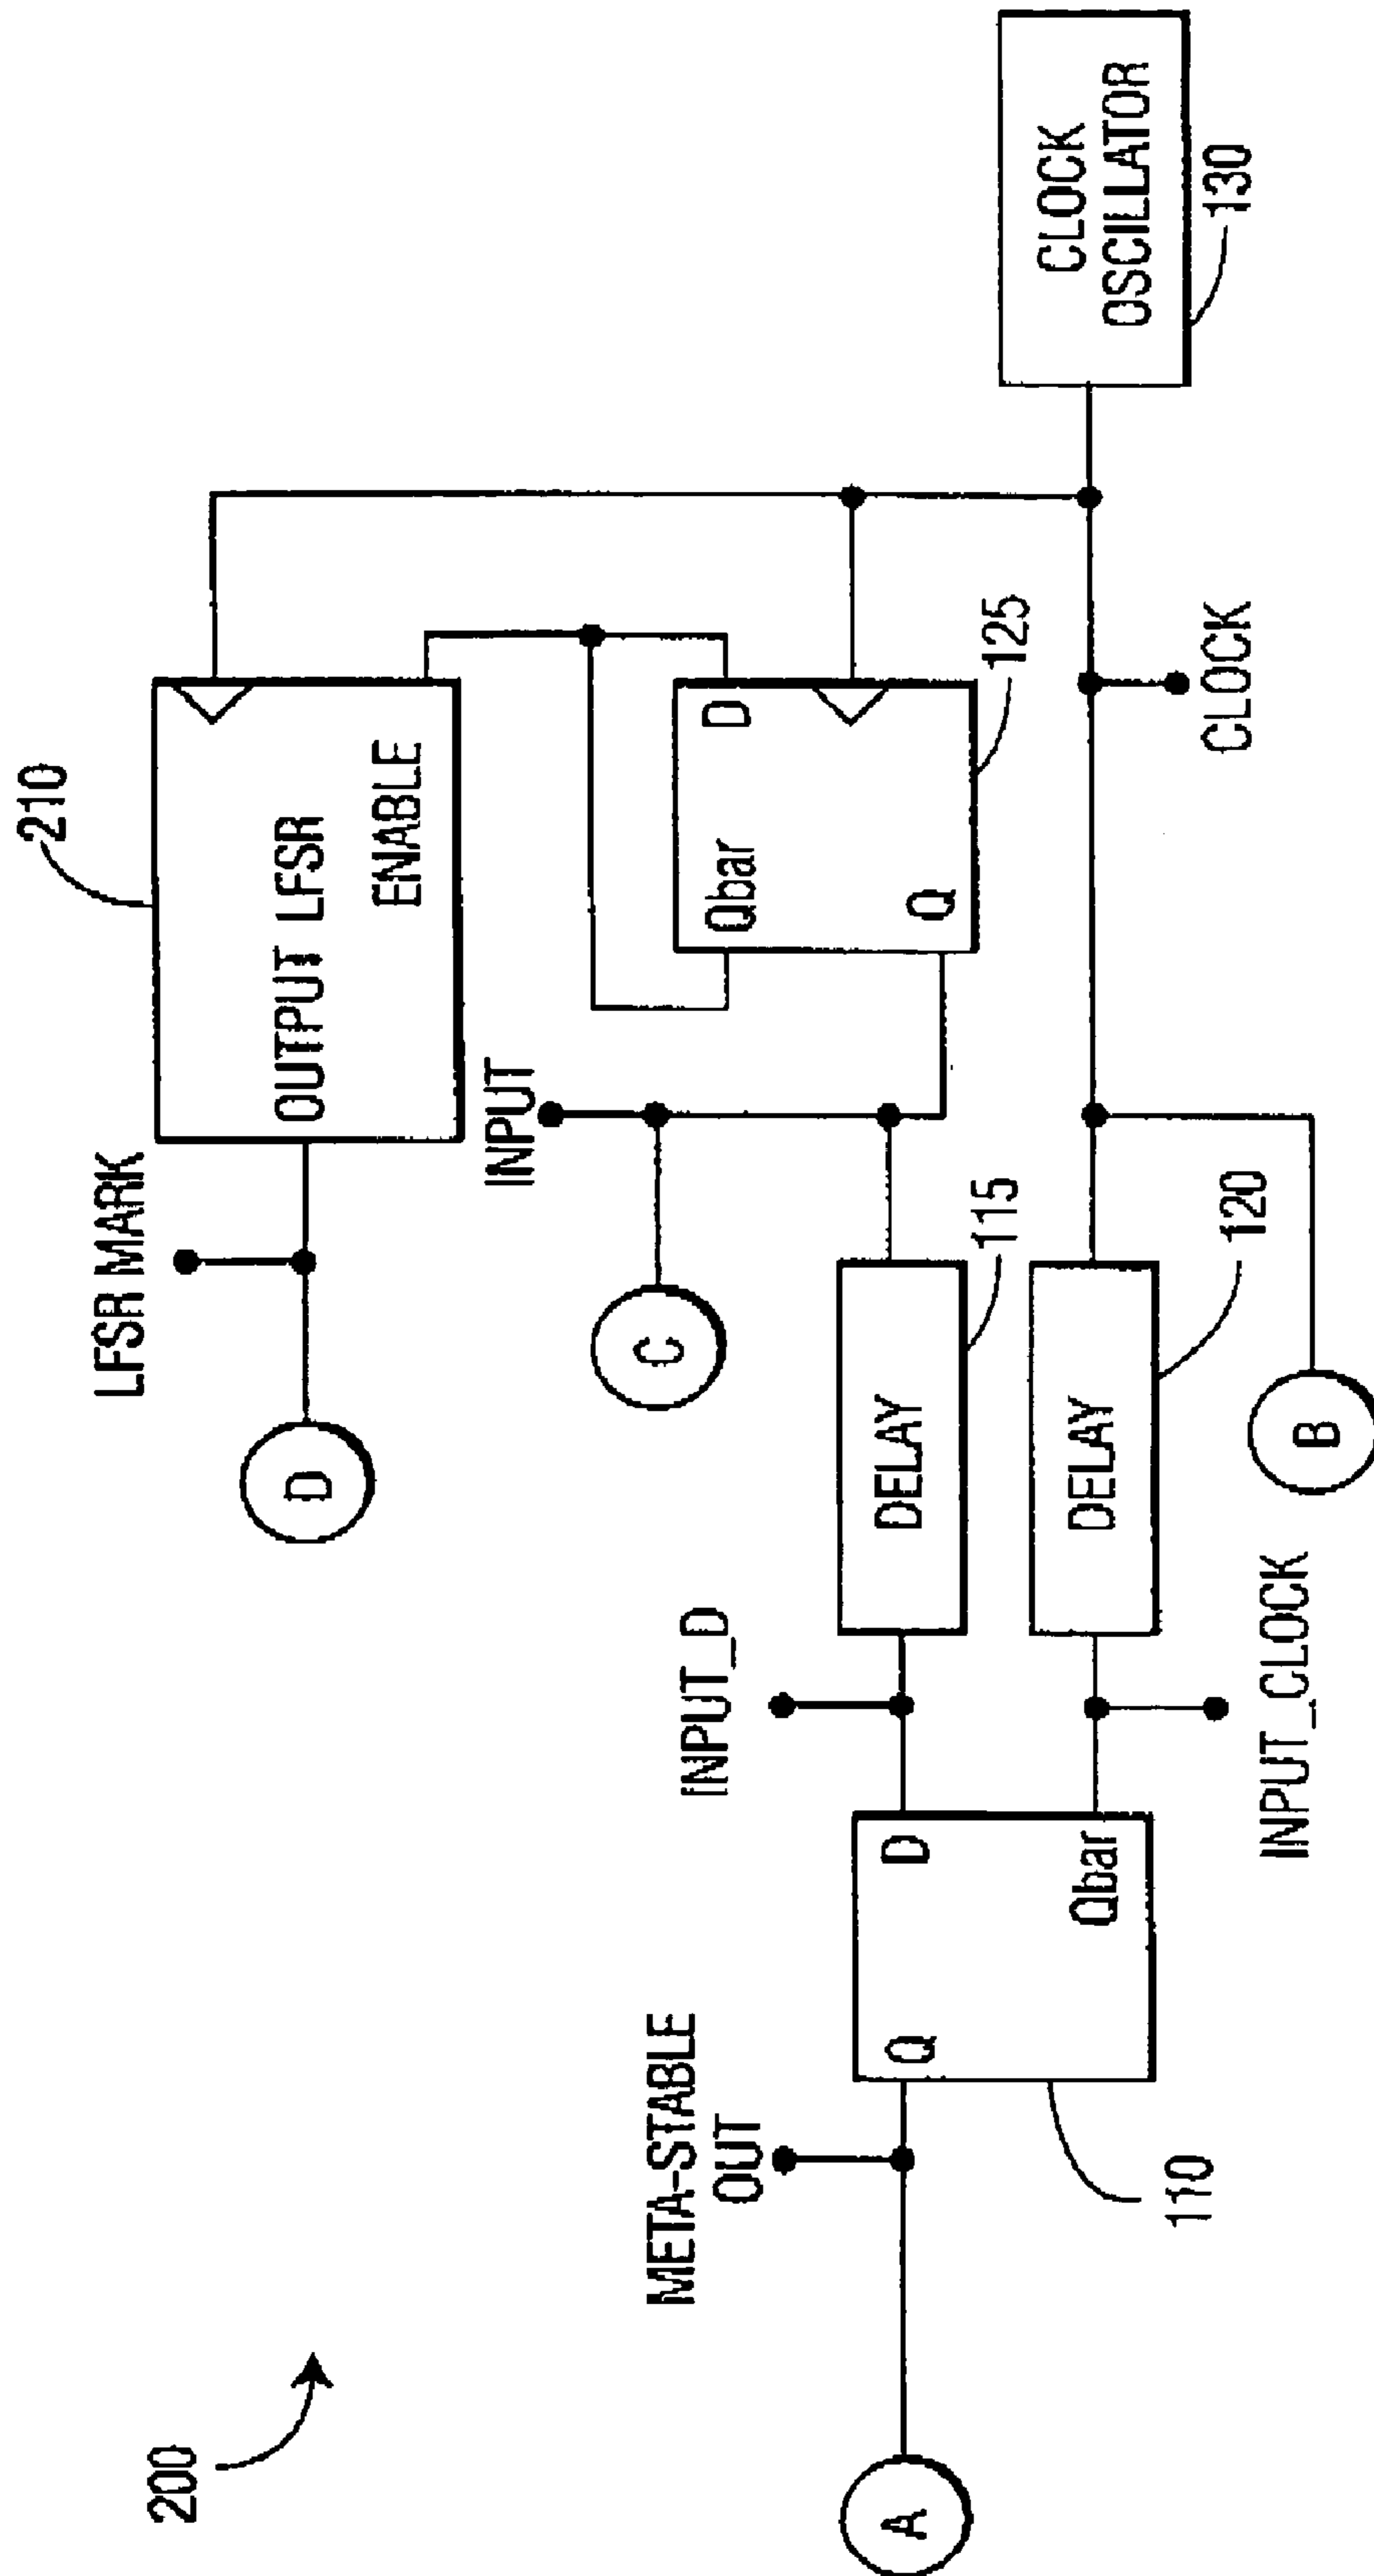 200
A
META-STABLE
OUT
110
Q
D
Qbar
INPUT_D
INPUT_CLOCK
DELAY
115
DELAY
120
B
C
D
LFSR MARK
INPUT
210
OUTPUT LFSR
ENABLE
Qbar
D
Q
125
CLOCK
CLOCK
OSCILLATOR
130